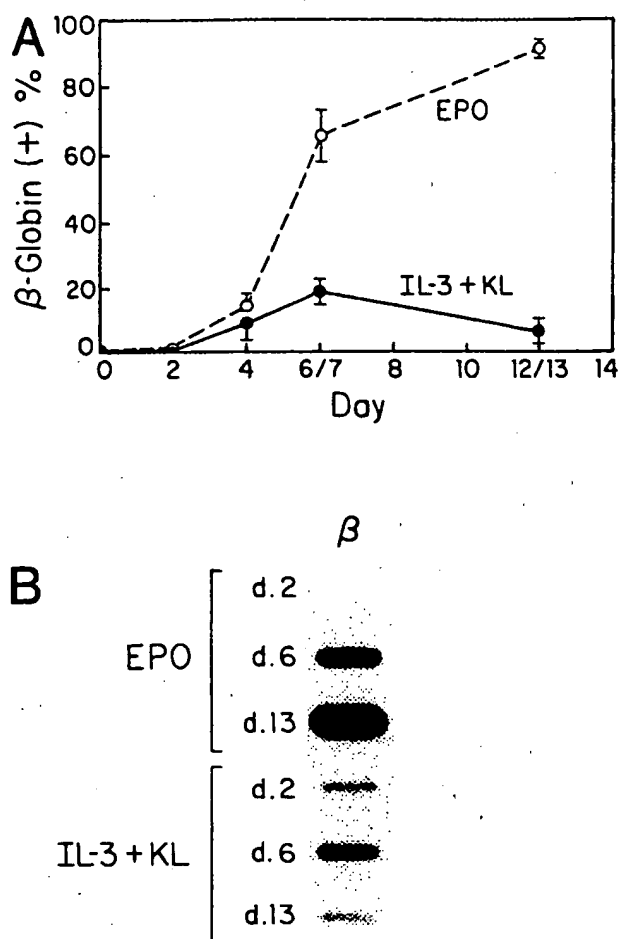 A
β-Globin (+) %
100
80
60
40
20
0
EPO
IL-3 + KL
0 2 4 6/7 8 10 12/13 14
Day
β
B
EPO
d.2
d.6
d.13
IL-3 + KL
d.2
d.6
d.13